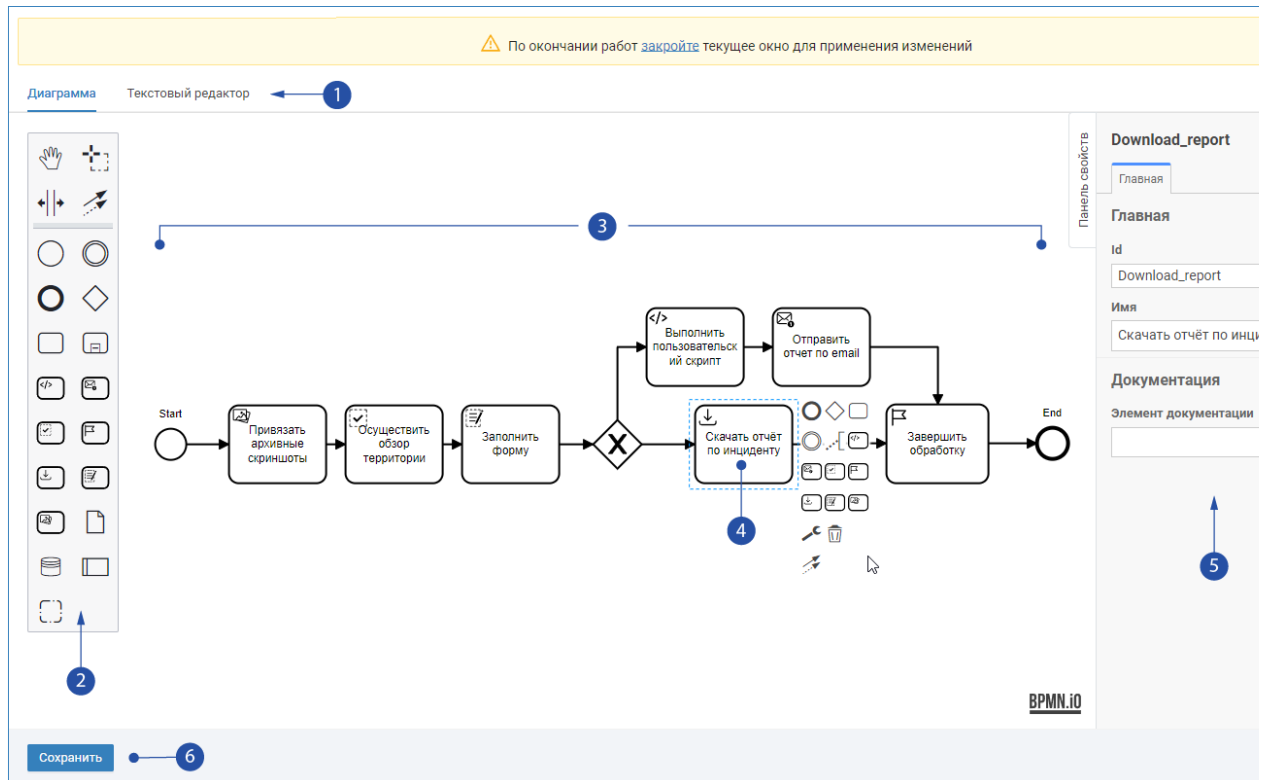 По окончании работ закройте текущее окно для применения изменений
Диаграмма
Текстовый редактор
1
Панель свойств
Download_report
Главная
Главная
Id
Download_report
Имя
Скачать отчёт по инци
Документация
Элемент документации
3
Выполнить
пользовательск
ий скрипт
Отправить
отчет по email
Start
Привязать
архивные
скриншоты
Осуществить
обзор
территории
Заполнить
форму
X
Скачать отчёт
по инциденту
Завершить
обработку
End
4
5
2
BPMN.iO
Сохранить
6